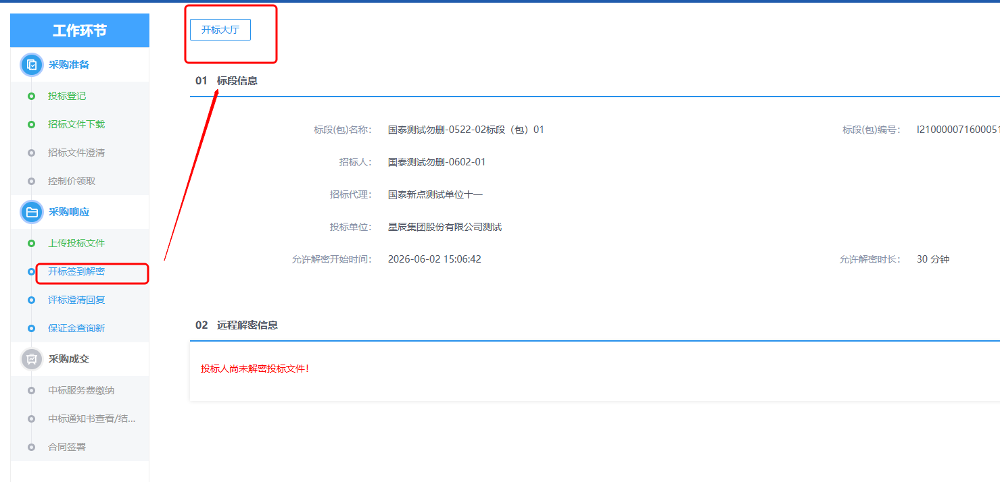 工作环节
采购准备
投标登记
招标文件下载
招标文件澄清
控制价领取
采购响应
上传投标文件
开标签到解密
评标澄清回复
保证金查询新
采购成交
中标服务费缴纳
中标通知书查看/结...
合同签署
开标大厅
01 标段信息
标段(包)名称: 国泰测试勿删-0522-02标段（包）01 标段(包)编号: I210000071600051
招标人: 国泰测试勿删-0602-01
招标代理: 国泰新点测试单位十一
投标单位: 星辰集团股份有限公司测试
允许解密开始时间: 2026-06-02 15:06:42 允许解密时长: 30 分钟
02 远程解密信息
投标人尚未解密投标文件!